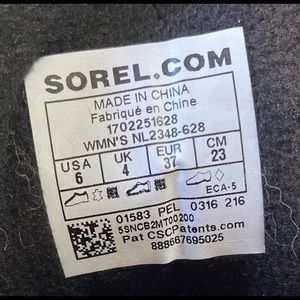 SOREL.COM
MADE IN CHINA
Fabriqué en Chine
1702251628
WMN'S NL2348-628
USA UK EUR CM
6 4 37 23
ECA-5
01583 PEL 0316 216
5SNCB2MT00200
Pat CSCPatents.com
888667695025